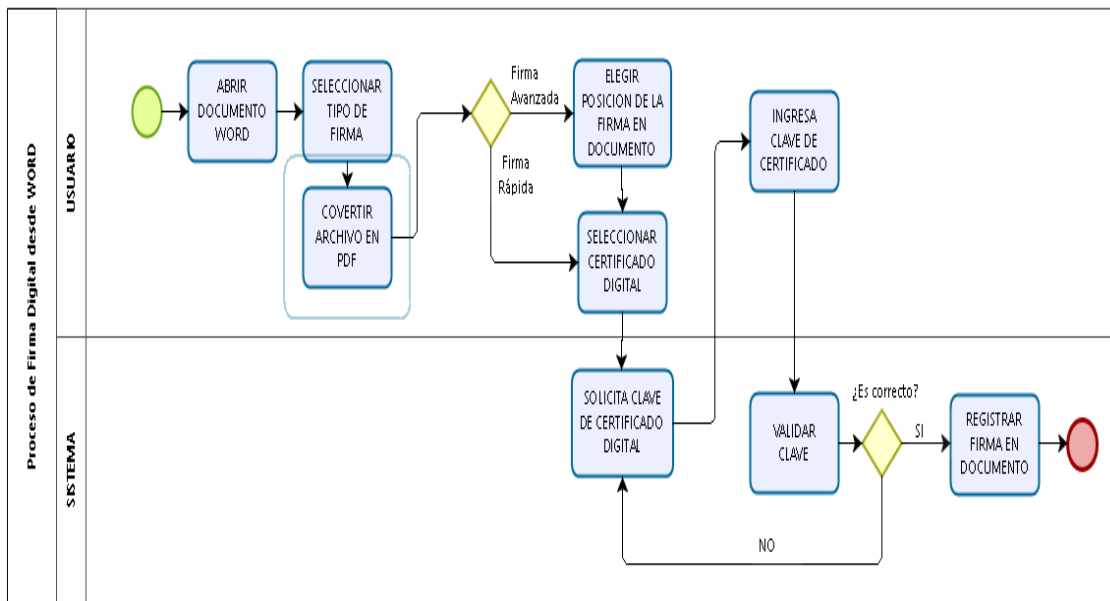 Proceso de Firma Digital desde WORD
USUARIO
ABRIR
DOCUMENTO
WORD
SELECCIONAR
TIPO DE
FIRMA
COVERTIR
ARCHIVO EN
PDF
Firma
Avanzada
Firma
Rápida
ELEGIR
POSICION DE LA
FIRMA EN
DOCUMENTO
SELECCIONAR
CERTIFICADO
DIGITAL
INGRESA
CLAVE DE
CERTIFICADO
SISTEMA
SOLICITA CLAVE
DE CERTIFICADO
DIGITAL
VALIDAR
CLAVE
¿Es correcto?
SI
NO
REGISTRAR
FIRMA EN
DOCUMENTO